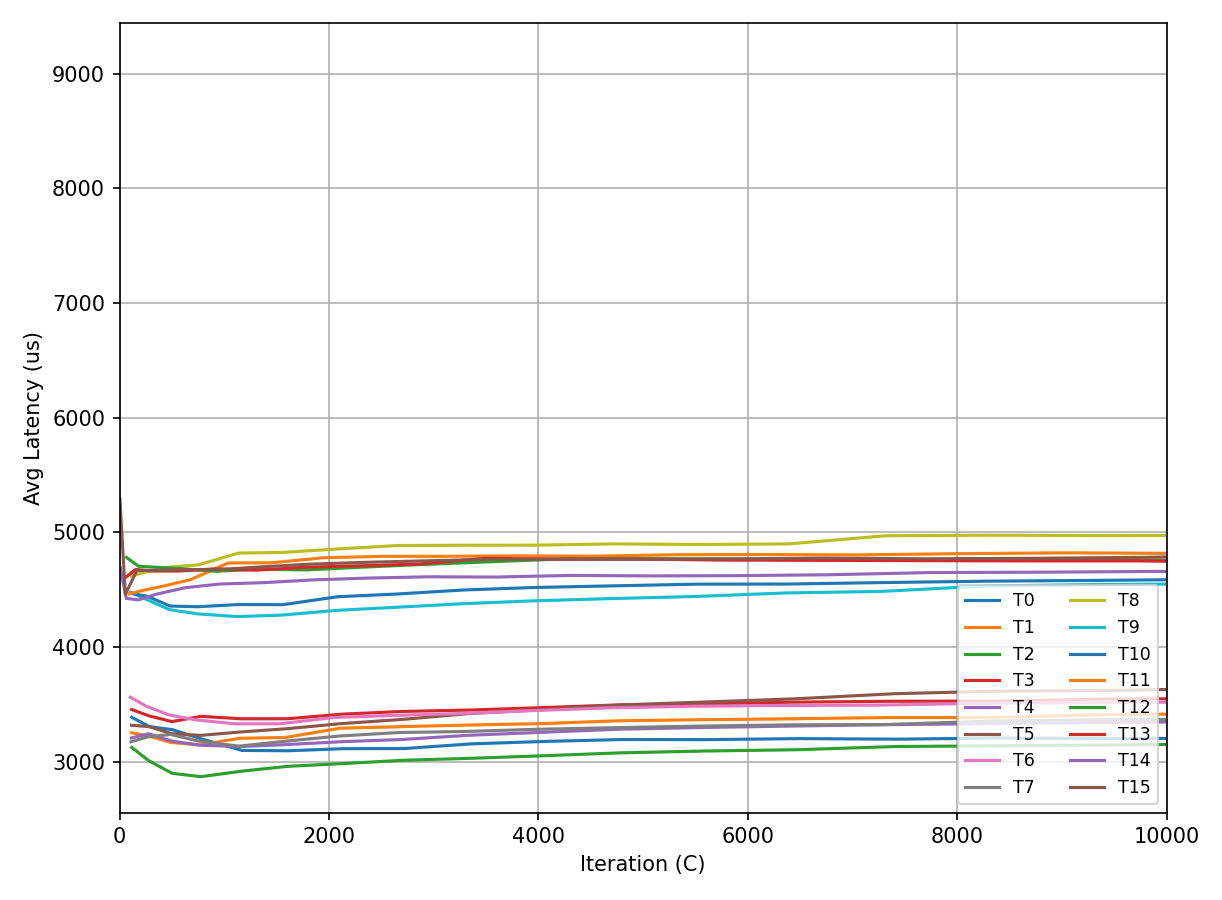 9000
8000
7000
6000
5000
4000
3000
Avg Latency (us)
T0 T8
T1 T9
T2 T10
T3 T11
T4 T12
T5 T13
T6 T14
T7 T15
0 2000 4000 6000 8000 10000
Iteration (C)